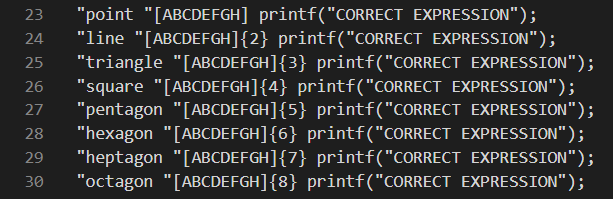 23 "point "[ABCDEFGH] printf("CORRECT EXPRESSION");
24 "line "[ABCDEFGH]{2} printf("CORRECT EXPRESSION");
25 "triangle "[ABCDEFGH]{3} printf("CORRECT EXPRESSION");
26 "square "[ABCDEFGH]{4} printf("CORRECT EXPRESSION");
27 "pentagon "[ABCDEFGH]{5} printf("CORRECT EXPRESSION");
28 "hexagon "[ABCDEFGH]{6} printf("CORRECT EXPRESSION");
29 "heptagon "[ABCDEFGH]{7} printf("CORRECT EXPRESSION");
30 "octagon "[ABCDEFGH]{8} printf("CORRECT EXPRESSION");